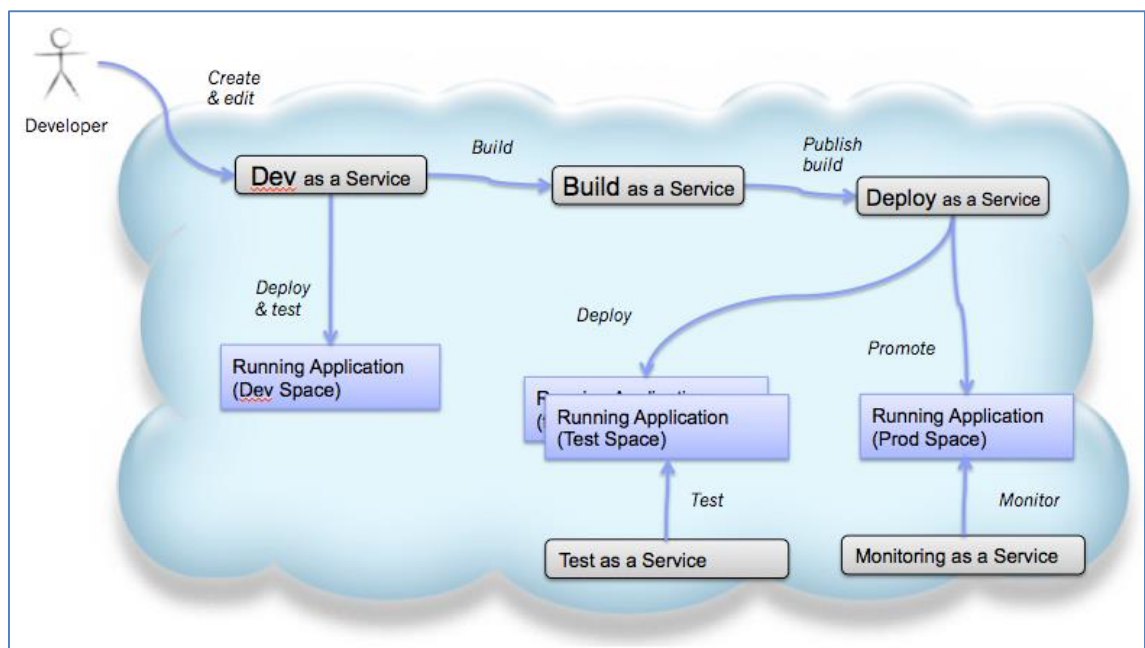 Create
& edit
Developer
Dev as a Service
Build
Build as a Service
Publish
build
Deploy as a Service
Deploy
& test
Running Application
(Dev Space)
Deploy
Running Application
(Test Space)
Promote
Running Application
(Prod Space)
Test
Test as a Service
Monitor
Monitoring as a Service